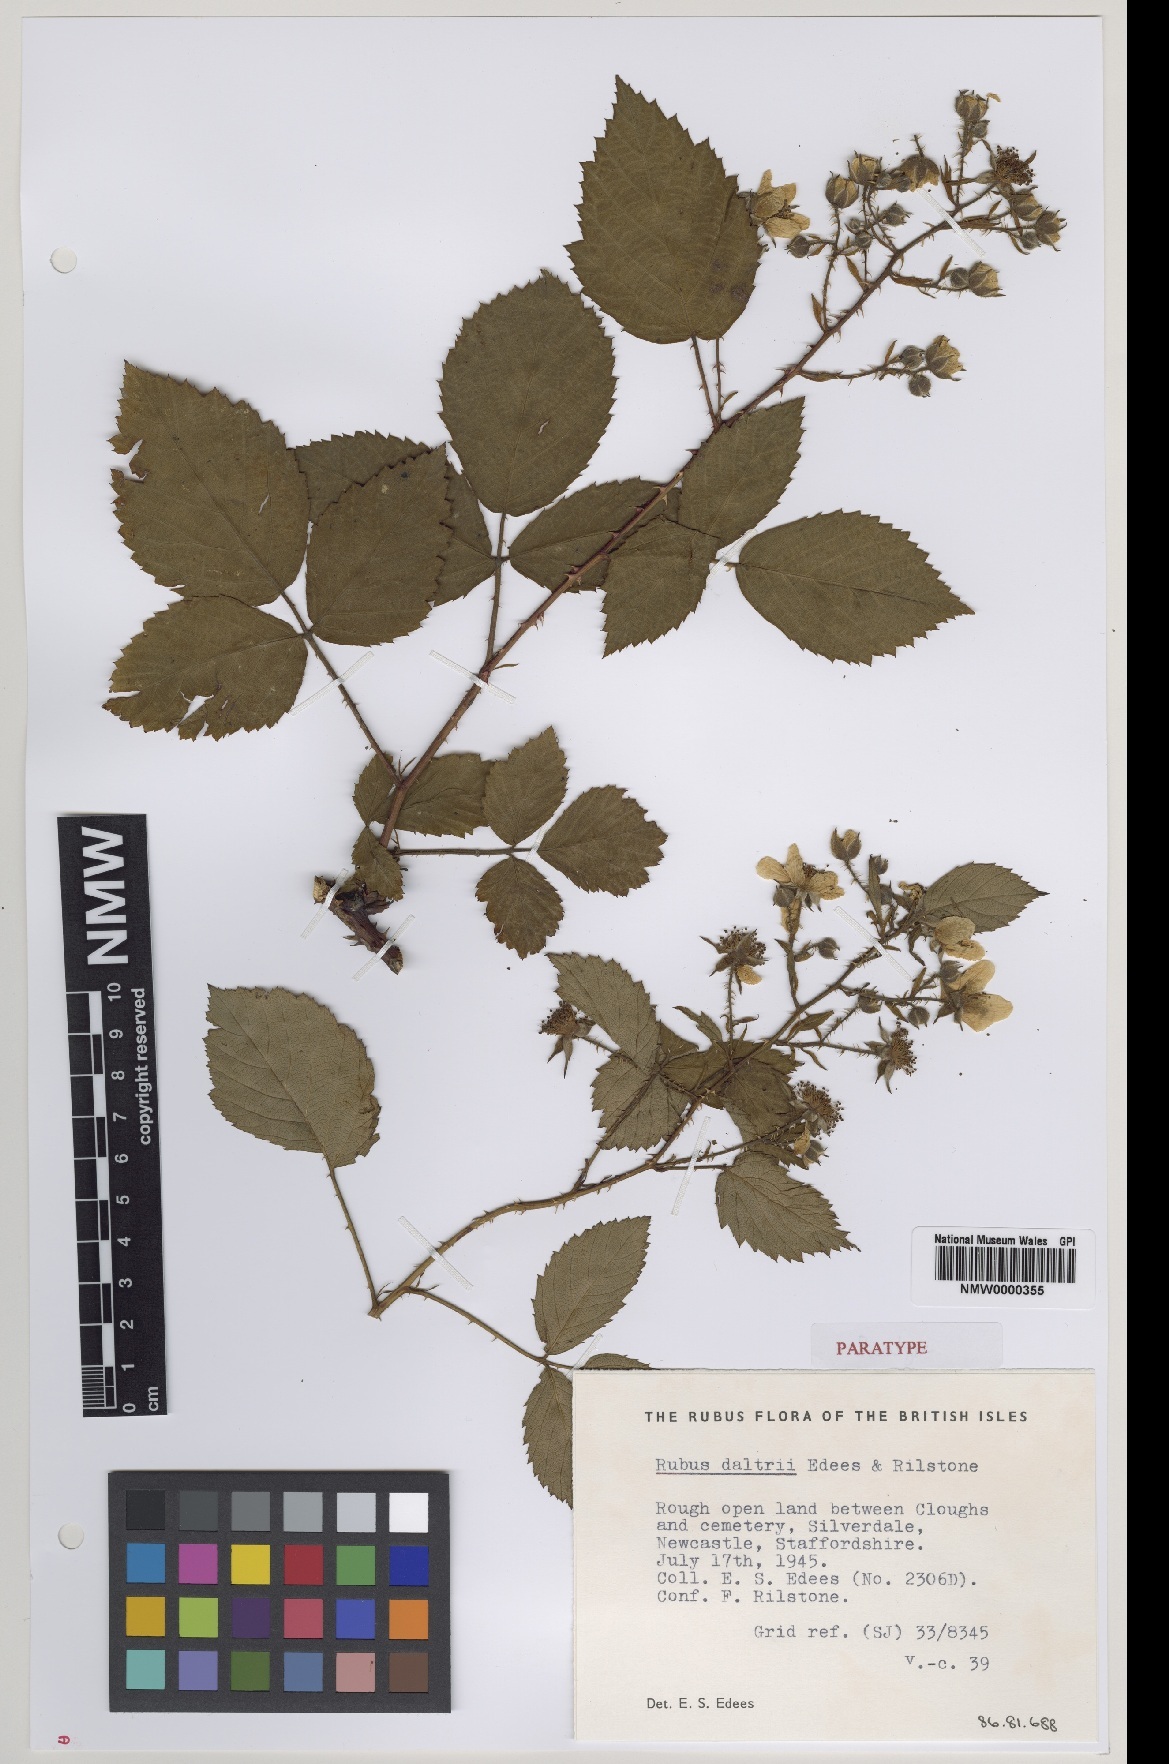 NMW
copyright reserved
10
9
8
7
6
5
4
3
2
1
0
cm
National Museum Wales GPI
NMW0000355
PARATYPE
THE RUBUS FLORA OF THE BRITISH ISLES
Rubus daltrii Edees & Rilstone
Rough open land between Cloughs
and cemetery, Silverdale,
Newcastle, Staffordshire.
July 17th, 1945.
Coll. E. S. Edees (No. 2306D).
Conf. F. Rilstone.
Grid ref. (SJ) 33/8345
v.-c. 39
Det. E. S. Edees
86.81.688